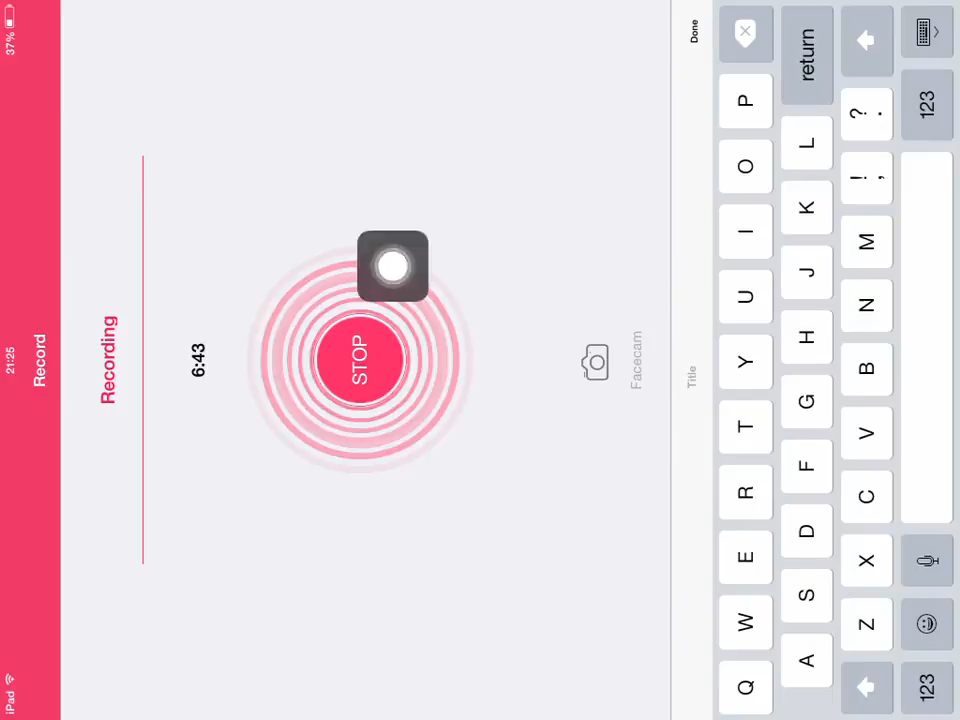 iPad 21:25 37%
Record
Recording
6:43
STOP
Facecam
Title Done
Q W E R T Y U I O P
A S D F G H J K L return
Z X C V B N M ! , ? .
123 123